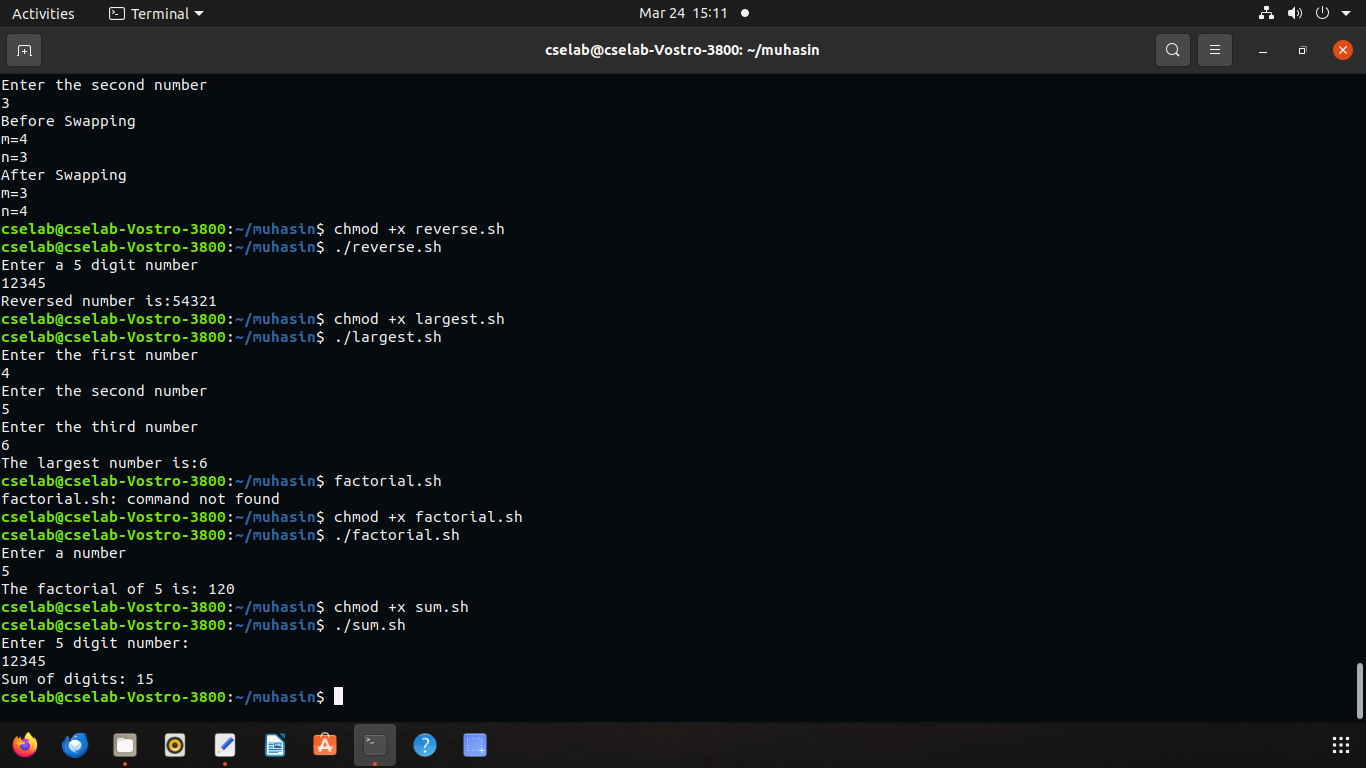 Activities Terminal Mar 24 15:11
cselab@cselab-Vostro-3800: ~/muhasin
Enter the second number
3
Before Swapping
m=4
n=3
After Swapping
m=3
n=4
cselab@cselab-Vostro-3800:~/muhasin$ chmod +x reverse.sh
cselab@cselab-Vostro-3800:~/muhasin$ ./reverse.sh
Enter a 5 digit number
12345
Reversed number is:54321
cselab@cselab-Vostro-3800:~/muhasin$ chmod +x largest.sh
cselab@cselab-Vostro-3800:~/muhasin$ ./largest.sh
Enter the first number
4
Enter the second number
5
Enter the third number
6
The largest number is:6
cselab@cselab-Vostro-3800:~/muhasin$ factorial.sh
factorial.sh: command not found
cselab@cselab-Vostro-3800:~/muhasin$ chmod +x factorial.sh
cselab@cselab-Vostro-3800:~/muhasin$ ./factorial.sh
Enter a number
5
The factorial of 5 is: 120
cselab@cselab-Vostro-3800:~/muhasin$ chmod +x sum.sh
cselab@cselab-Vostro-3800:~/muhasin$ ./sum.sh
Enter 5 digit number:
12345
Sum of digits: 15
cselab@cselab-Vostro-3800:~/muhasin$